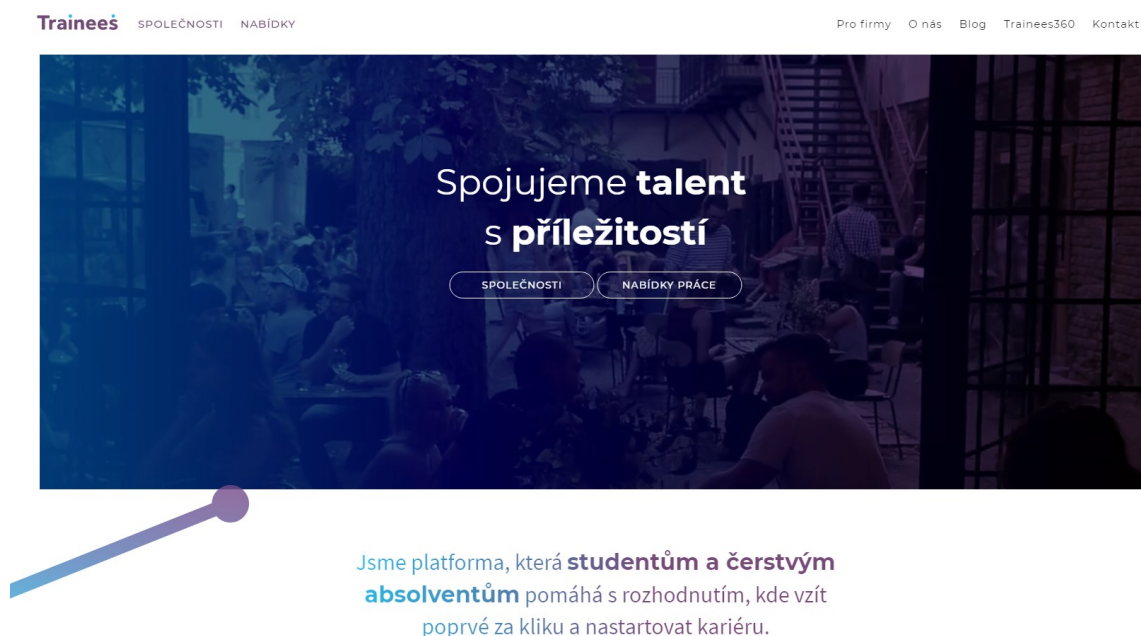 Trainees SPOLEČNOSTI NABÍDKY Pro firmy O nás Blog Trainees360 Kontakt
Spojujeme talent
s příležitostí
SPOLEČNOSTI NABÍDKY PRÁCE
Jsme platforma, která studentům a čerstvým
absolventům pomáhá s rozhodnutím, kde vzít
poprvé za kliku a nastartovat kariéru.